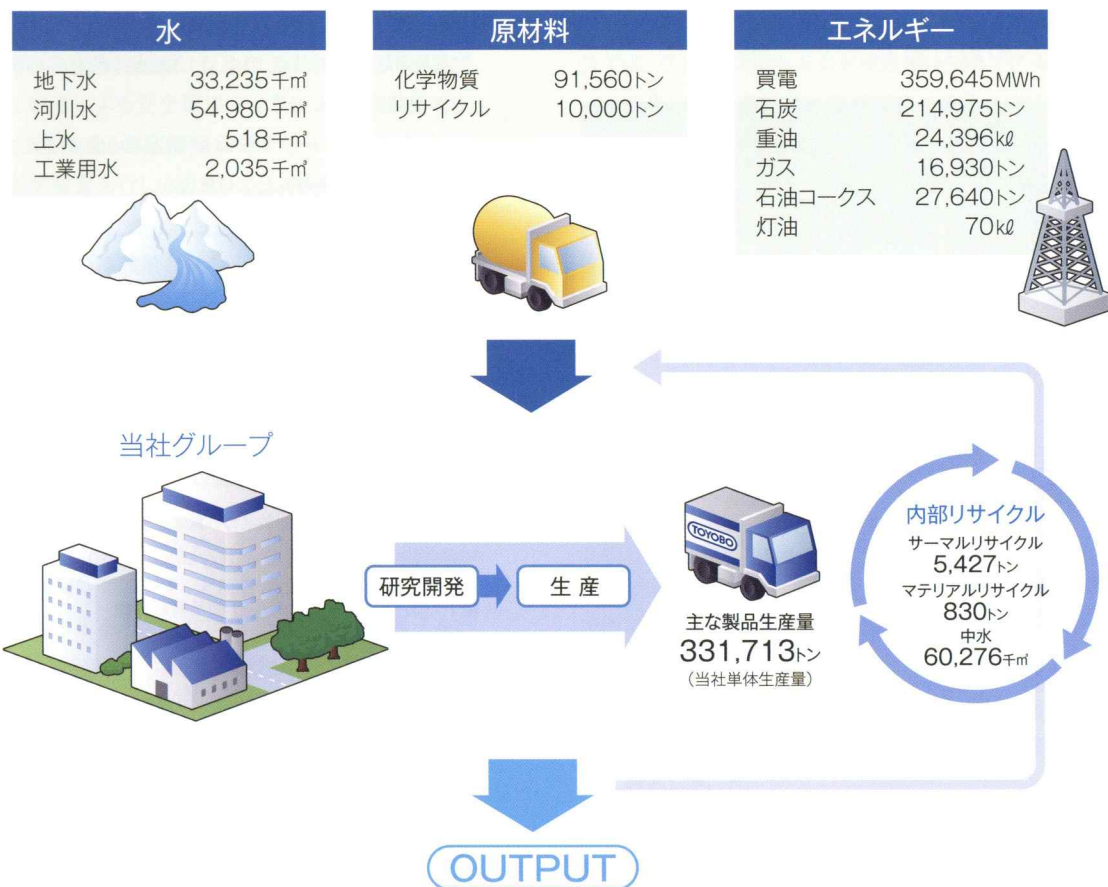 水
地下水 33,235千㎥
河川水 54,980千㎥
上水 518千㎥
工業用水 2,035千㎥
原材料
化学物質 91,560トン
リサイクル 10,000トン
エネルギー
買電 359,645MWh
石炭 214,975トン
重油 24,396kℓ
ガス 16,930トン
石油コークス 27,640トン
灯油 70kℓ
当社グループ
研究開発
生産
TOYOBO
主な製品生産量
331,713トン
(当社単体生産量)
内部リサイクル
サーマルリサイクル
5,427トン
マテリアルリサイクル
830トン
中水
60,276千㎥
OUTPUT